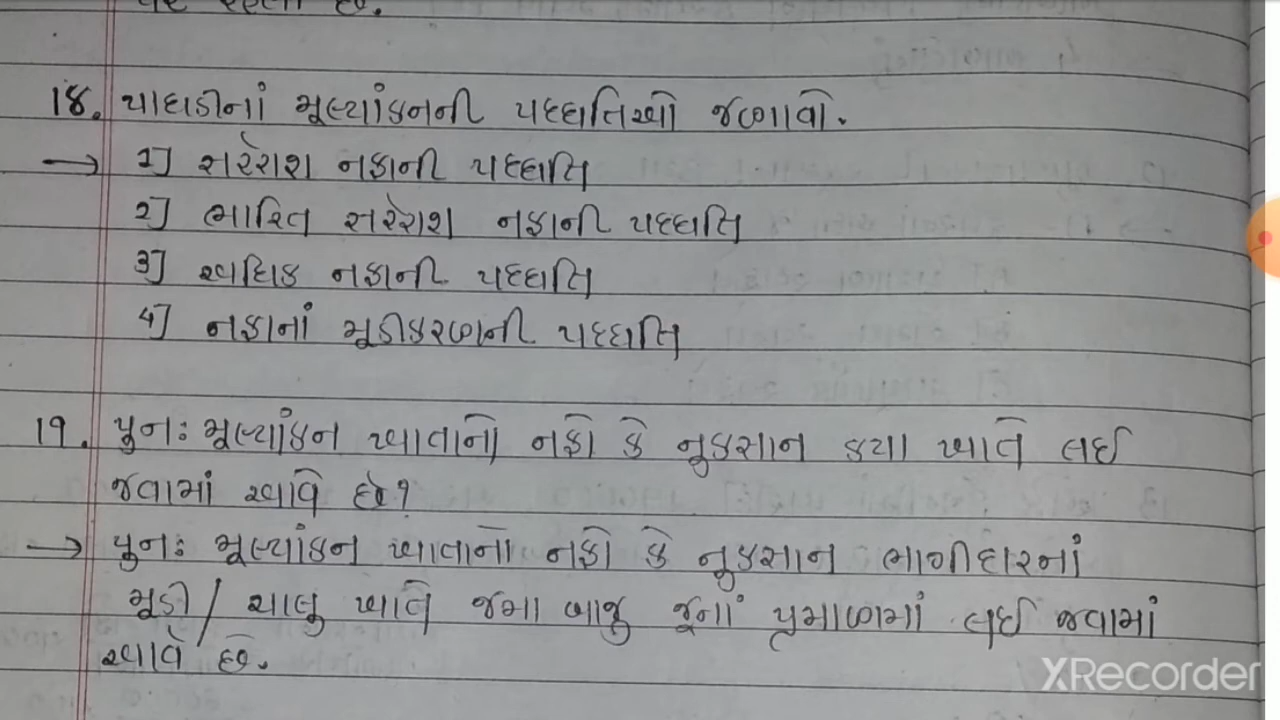 પર રહેલો છે.
18. પાઘડીનાં મૂલ્યાંકનની પદ્ધતિઓ જણાવો.
→ 1] સરેરાશ નફાની પદ્ધતિ
2] ભારિત સરેરાશ નફાની પદ્ધતિ
3] અધિક નફાની પદ્ધતિ
4] નફાનાં મૂડીકરણની પદ્ધતિ
19. પુનઃ મૂલ્યાંકન ખાતાનો નફો કે નુકસાન કયા ખાતે લઈ
જવામાં આવે છે?
→ પુનઃ મૂલ્યાંકન ખાતાનો નફો કે નુકસાન ભાગીદારનાં
મૂડી / ચાલુ ખાતે જમા બાજુ જૂનાં પ્રમાણમાં લઈ જવામાં
આવે છે.
XRecorder